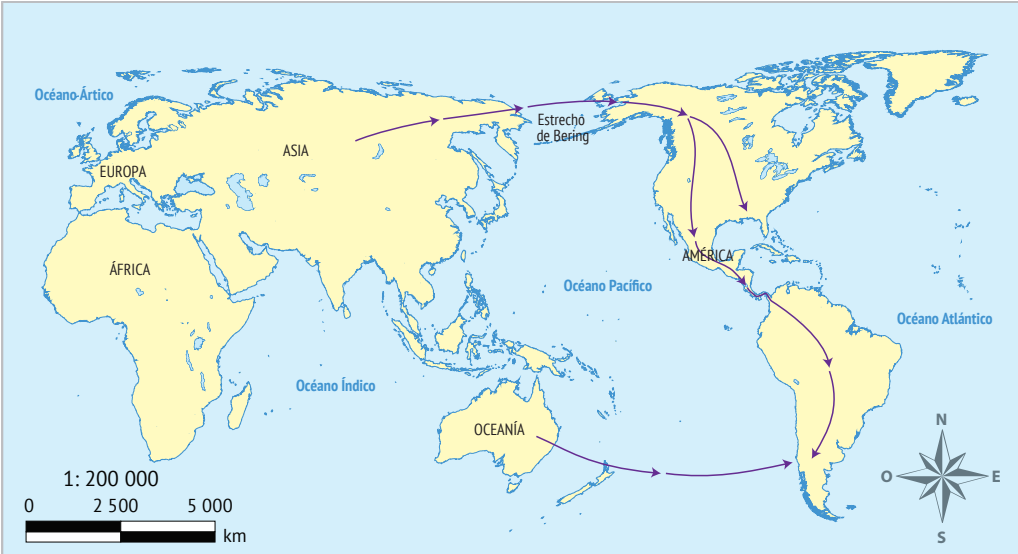 Océano Ártico
Estrecho
de Bering
ASIA
EUROPA
ÁFRICA
AMÉRICA
Océano Pacífico
Océano Atlántico
Océano Índico
OCEANÍA
N
O
E
S
1: 200 000
0 2 500 5 000
km